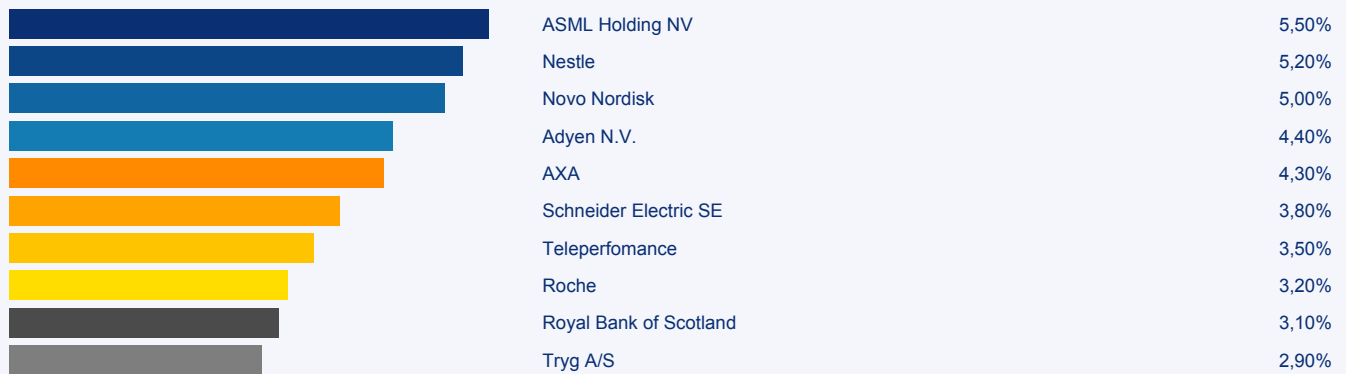 ASML Holding NV 5,50%
Nestle 5,20%
Novo Nordisk 5,00%
Adyen N.V. 4,40%
AXA 4,30%
Schneider Electric SE 3,80%
Teleperfomance 3,50%
Roche 3,20%
Royal Bank of Scotland 3,10%
Tryg A/S 2,90%